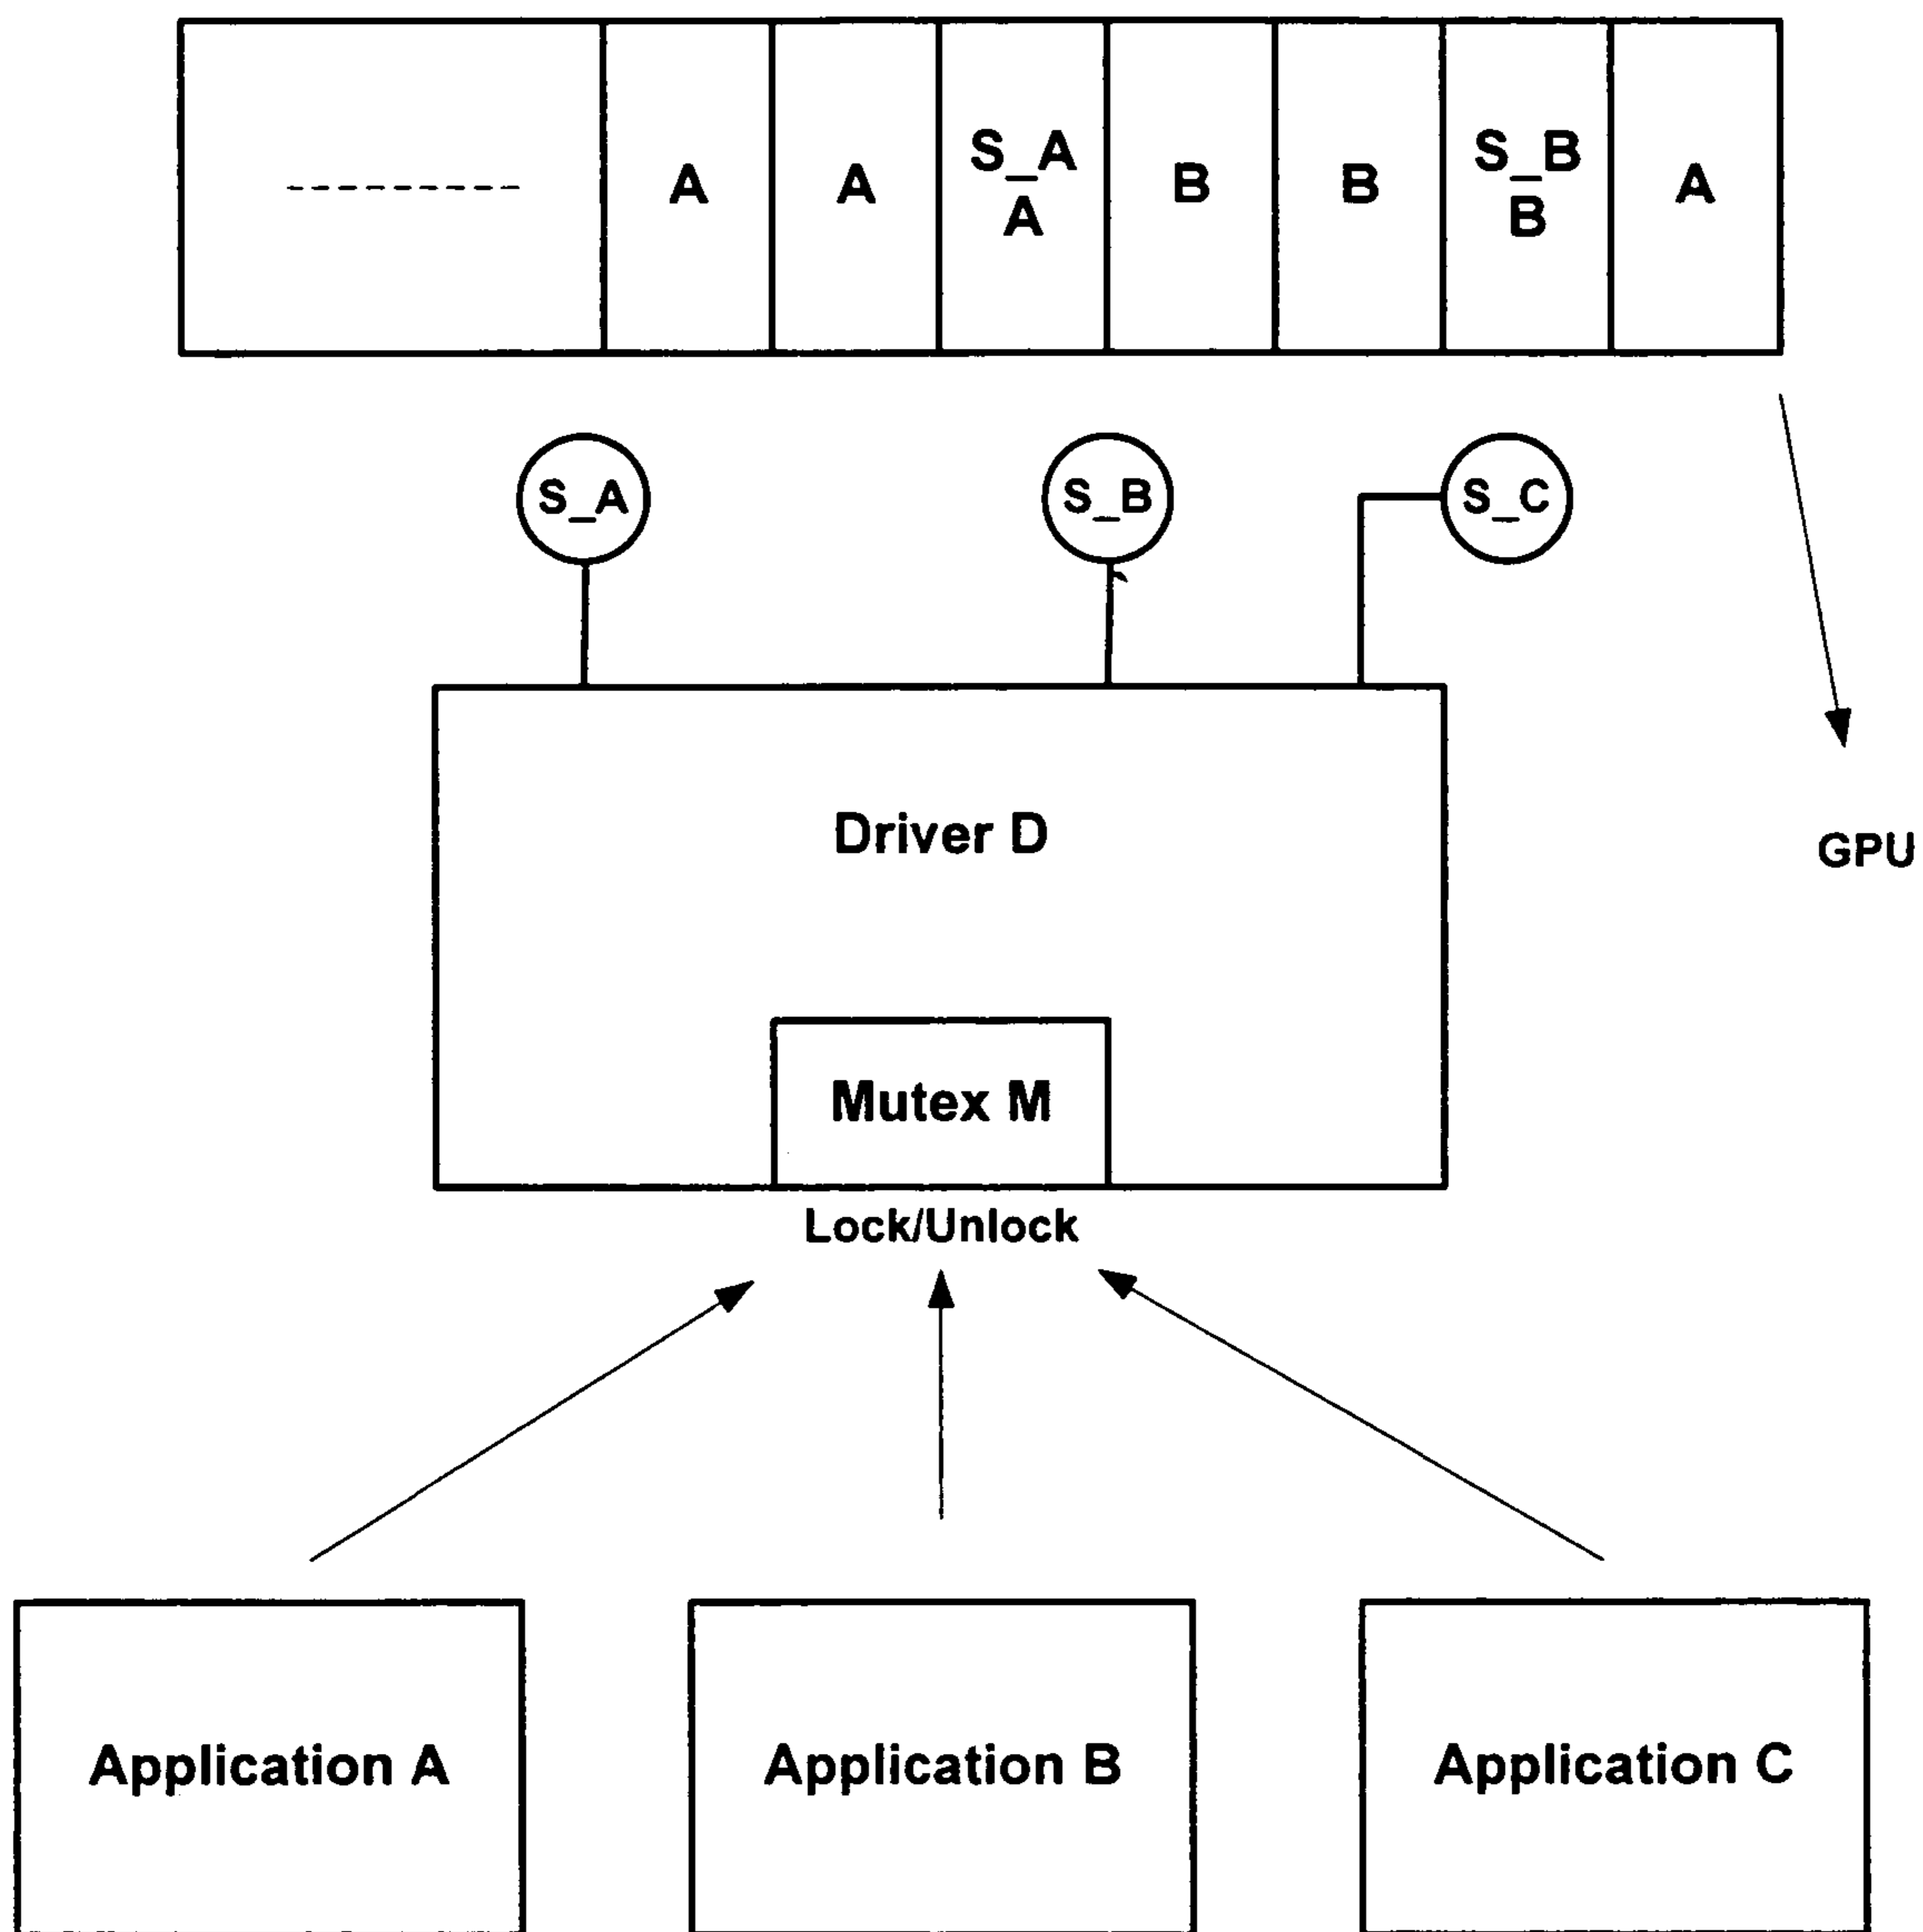 A
A
S_A
A
B
B
S_B
B
A
S_A
S_B
S_C
Driver D
GPU
Mutex M
Lock/Unlock
Application A
Application B
Application C